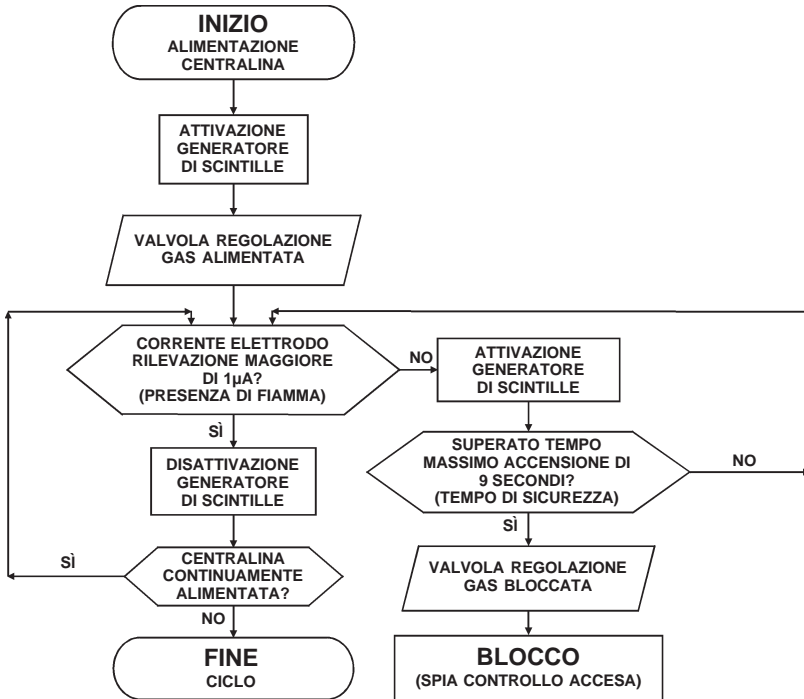 INIZIO
ALIMENTAZIONE
CENTRALINA
ATTIVAZIONE
GENERATORE
DI SCINTILLE
VALVOLA REGOLAZIONE
GAS ALIMENTATA
CORRENTE ELETTRODO
RILEVAZIONE MAGGIORE
DI 1µA?
(PRESENZA DI FIAMMA)
NO
ATTIVAZIONE
GENERATORE
DI SCINTILLE
SÌ
DISATTIVAZIONE
GENERATORE
DI SCINTILLE
SUPERATO TEMPO
MASSIMO ACCENSIONE DI
9 SECONDI?
(TEMPO DI SICUREZZA)
NO
SÌ
CENTRALINA
CONTINUAMENTE
ALIMENTATA?
SÌ
NO
VALVOLA REGOLAZIONE
GAS BLOCCATA
FINE
CICLO
BLOCCO
(SPIA CONTROLLO ACCESA)